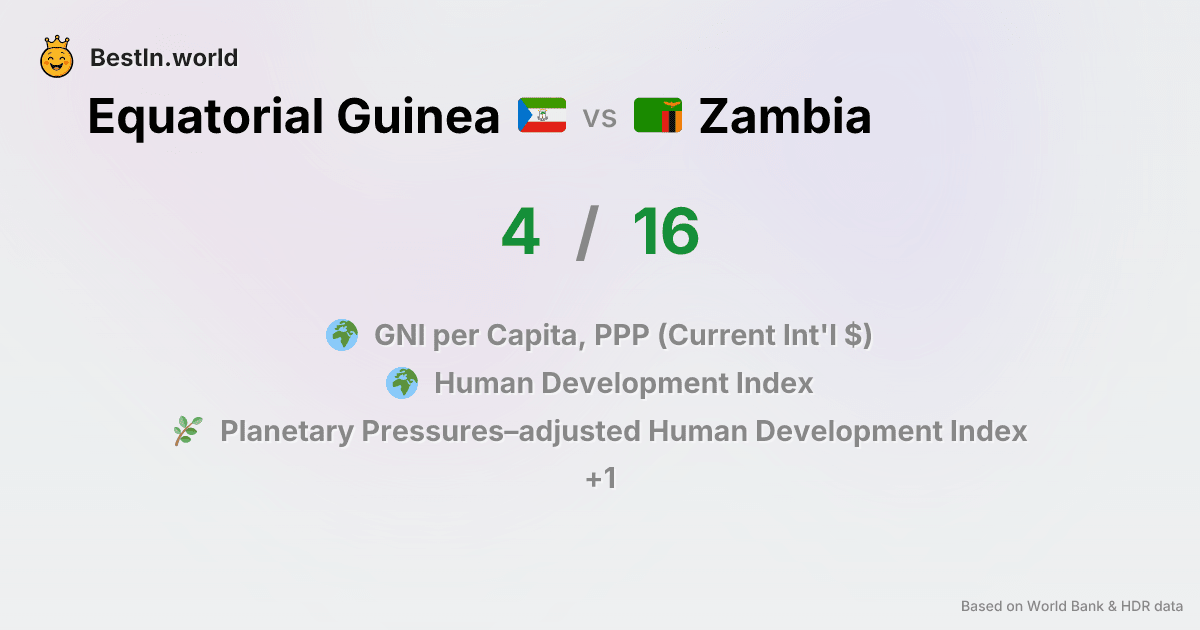 BestIn.world
Equatorial Guinea vs Zambia
4 / 16
GNI per Capita, PPP (Current Int'l $)
Human Development Index
Planetary Pressures–adjusted Human Development Index
+1
Based on World Bank & HDR data